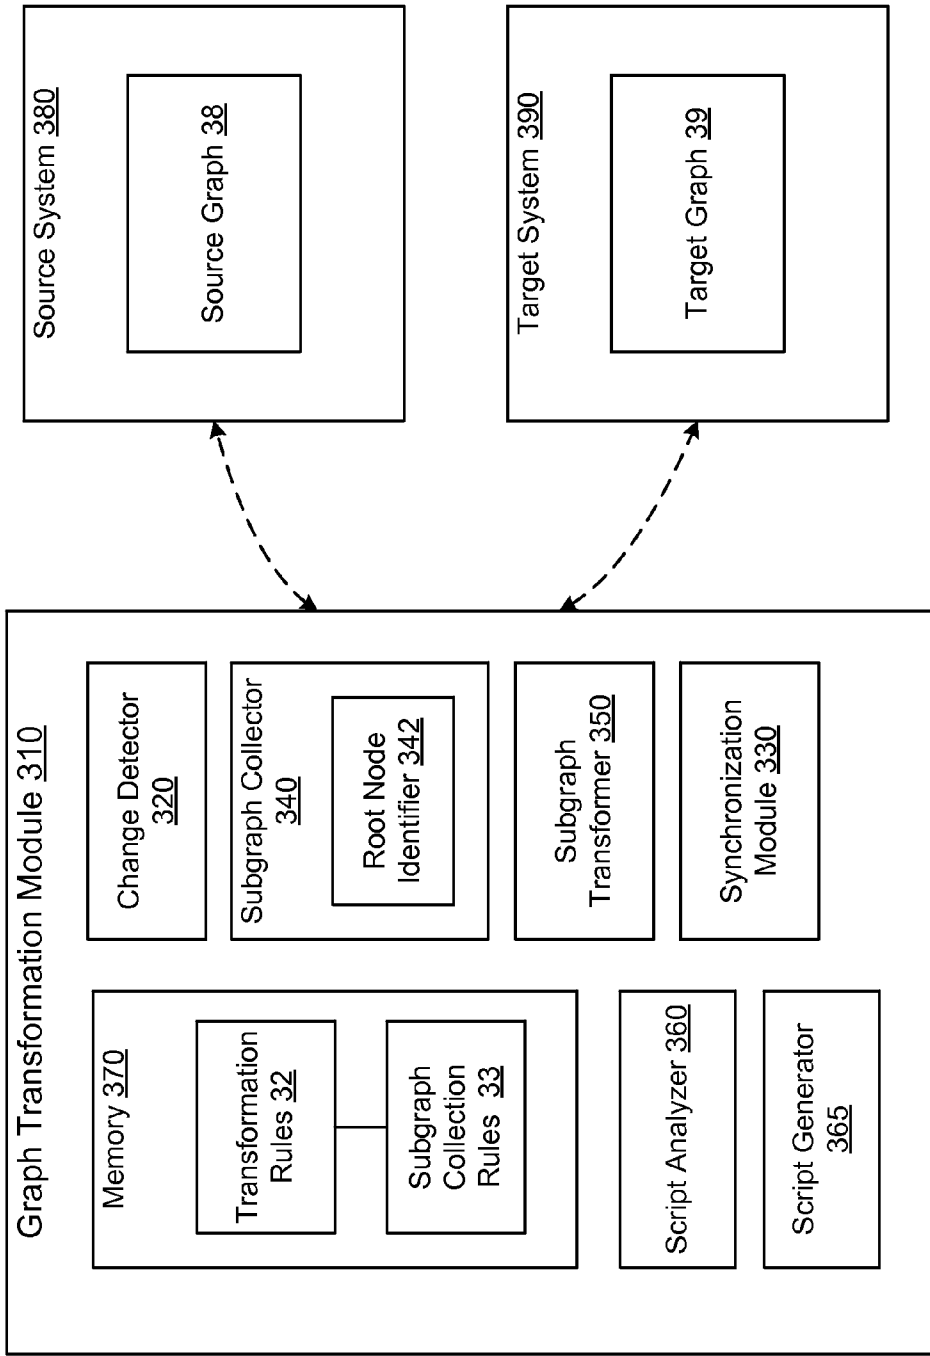 Graph Transformation Module 310
Memory 370
Transformation
Rules 32
Subgraph
Collection
Rules 33
Script Analyzer 360
Script Generator
365
Change Detector
320
Subgraph Collector
340
Root Node
Identifier 342
Subgraph
Transformer 350
Synchronization
Module 330
Source System 380
Source Graph 38
Target System 390
Target Graph 39